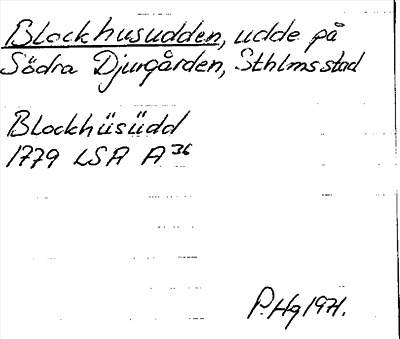 Blockhusudden, udde på
Södra Djurgården, Sthlms stad
Blockhüsüdd
1779 LSA A36
P.Hg 1971.